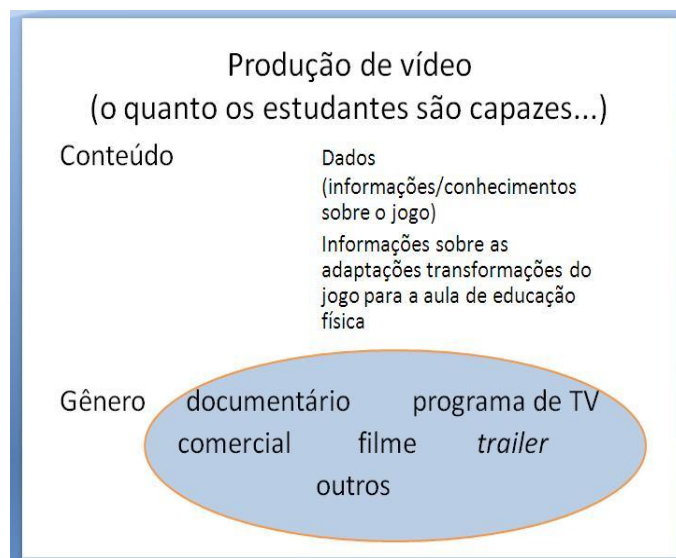 Produção de vídeo
(o quanto os estudantes são capazes...)
Conteúdo
Dados
(informações/conhecimentos
sobre o jogo)
Informações sobre as
adaptações transformações do
jogo para a aula de educação
física
Gênero documentário programa de TV
comercial filme trailer
outros